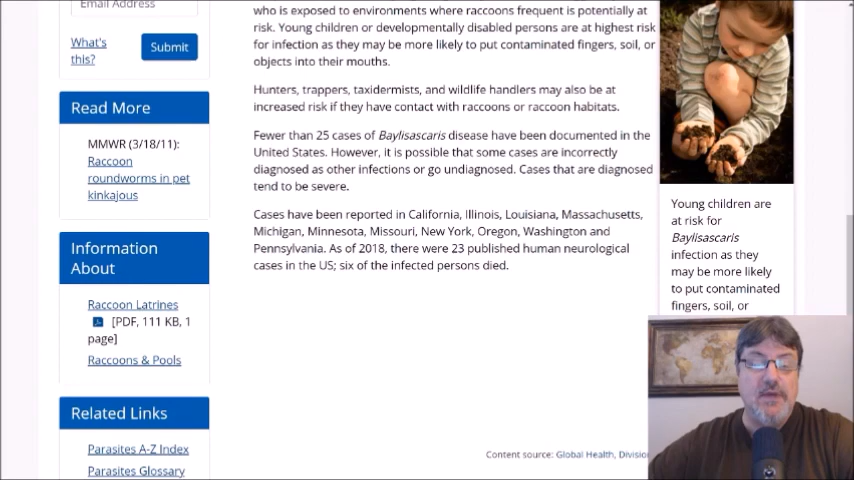 Email Address
What's
this?
Submit
Read More
MMWR (3/18/11):
Raccoon
roundworms in pet
kinkajous
Information
About
Raccoon Latrines
[PDF, 111 KB, 1
page]
Raccoons & Pools
Related Links
Parasites A-Z Index
Parasites Glossary
who is exposed to environments where raccoons frequent is potentially at
risk. Young children or developmentally disabled persons are at highest risk
for infection as they may be more likely to put contaminated fingers, soil, or
objects into their mouths.
Hunters, trappers, taxidermists, and wildlife handlers may also be at
increased risk if they have contact with raccoons or raccoon habitats.
Fewer than 25 cases of Baylisascaris disease have been documented in the
United States. However, it is possible that some cases are incorrectly
diagnosed as other infections or go undiagnosed. Cases that are diagnosed
tend to be severe.
Cases have been reported in California, Illinois, Louisiana, Massachusetts,
Michigan, Minnesota, Missouri, New York, Oregon, Washington and
Pennsylvania. As of 2018, there were 23 published human neurological
cases in the US; six of the infected persons died.
Content source: Global Health, Divisio
Young children are
at risk for
Baylisascaris
infection as they
may be more likely
to put contaminated
fingers, soil, or